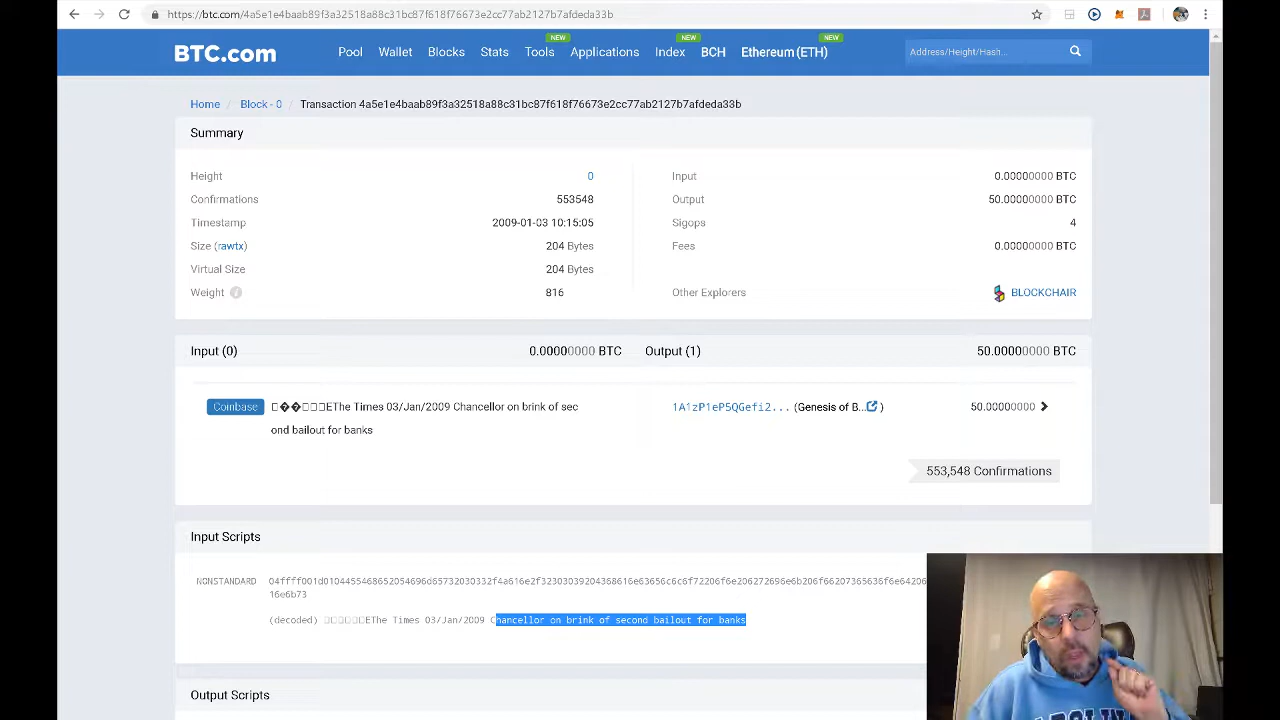 https://btc.com/4a5e1e4baab89f3a32518a88c31bc87f618f76673e2cc77ab2127b7afdeda33b
NEW NEW NEW
BTC.com Pool Wallet Blocks Stats Tools Applications Index BCH Ethereum (ETH) Address/Height/Hash...
Home / Block - 0 / Transaction 4a5e1e4baab89f3a32518a88c31bc87f618f76673e2cc77ab2127b7afdeda33b
Summary
Height 0 Input 0.00000000 BTC
Confirmations 553548 Output 50.00000000 BTC
Timestamp 2009-01-03 10:15:05 Sigops 4
Size (rawtx) 204 Bytes Fees 0.00000000 BTC
Virtual Size 204 Bytes
Weight 816 Other Explorers BLOCKCHAIR
Input (0) 0.00000000 BTC Output (1) 50.00000000 BTC
Coinbase □��□□□EThe Times 03/Jan/2009 Chancellor on brink of sec 1A1zP1eP5QGefi2... (Genesis of B... ) 50.00000000
ond bailout for banks
553,548 Confirmations
Input Scripts
NONSTANDARD 04ffff001d0104455468652054696d65732030332f4a616e2f32303039204368616e63656c6c6f72206f6e206272696e6b206f66207365636f6e64206
16e6b73
(decoded) □□□□□□EThe Times 03/Jan/2009 Chancellor on brink of second bailout for banks
Output Scripts